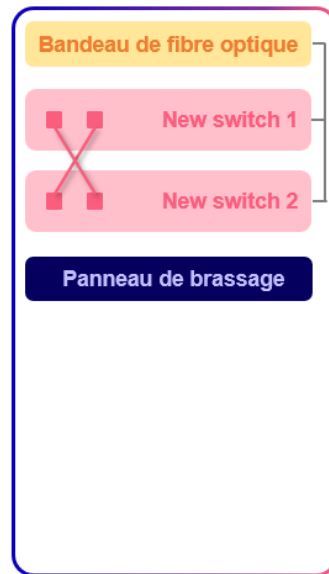 Bandeau de fibre optique
New switch 1
New switch 2
Panneau de brassage